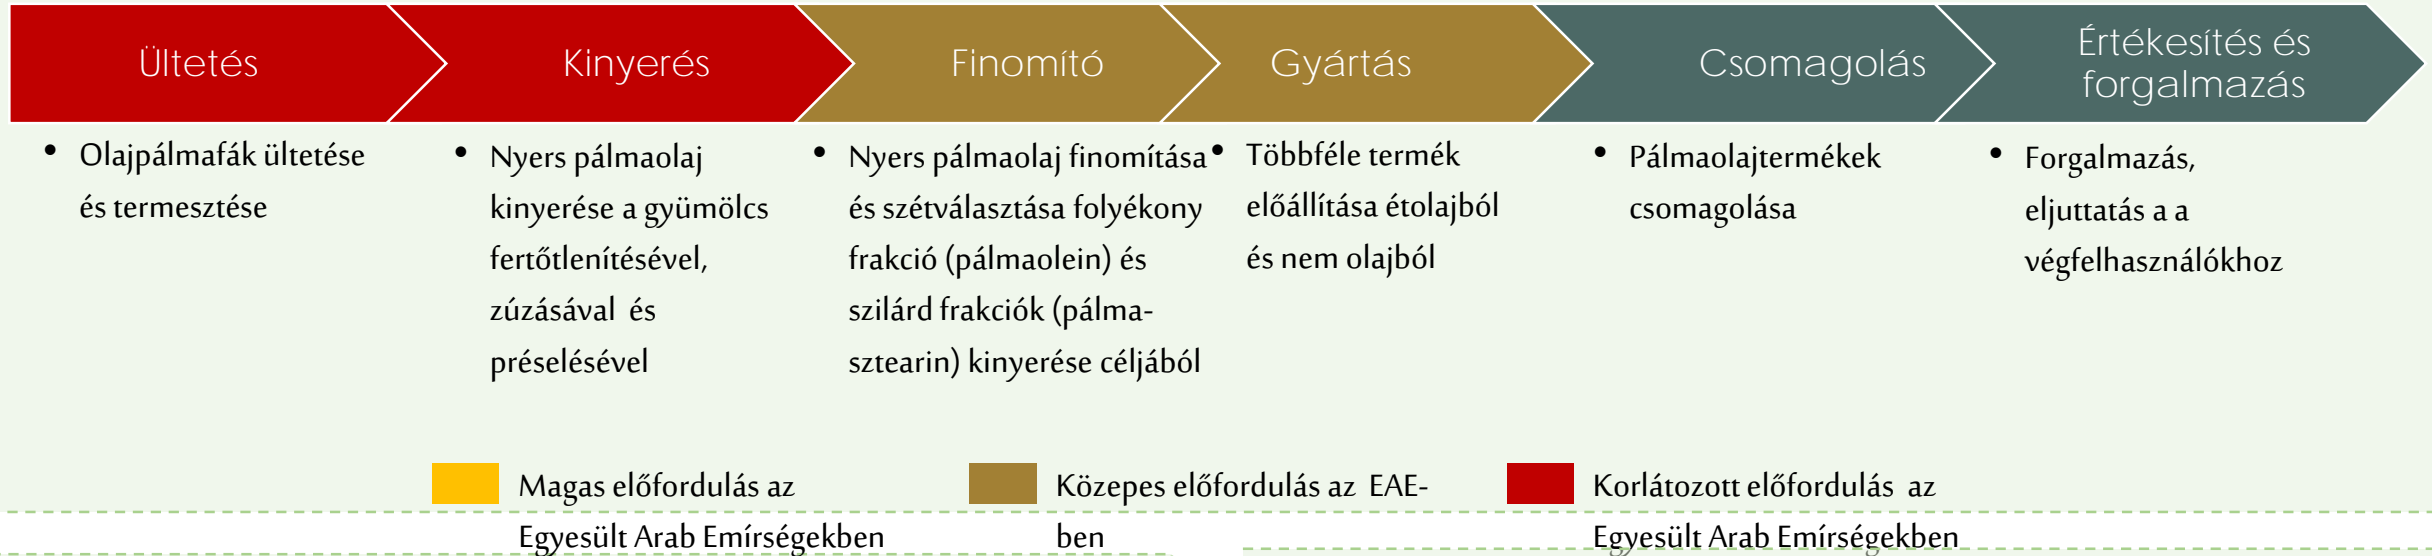 Ültetés
Kinyerés
Finomító
Gyártás
Csomagolás
Értékesítés és
forgalmazás
• Olajpálmafák ültetése
és termesztése
• Nyers pálmaolaj
kinyerése a gyümölcs
fertőtlenítésével,
zúzásával és
préselésével
• Nyers pálmaolaj finomítása
és szétválasztása folyékony
frakció (pálmaolein) és
szilárd frakciók (pálma-
sztearin) kinyerése céljából
• Többféle termék
előállítása étolajból
és nem olajból
• Pálmaolajtermékek
csomagolása
• Forgalmazás,
eljuttatás a a
végfelhasználókhoz
Magas előfordulás az
Egyesült Arab Emírségekben
Közepes előfordulás az EAE-
ben
Korlátozott előfordulás az
Egyesült Arab Emírségekben